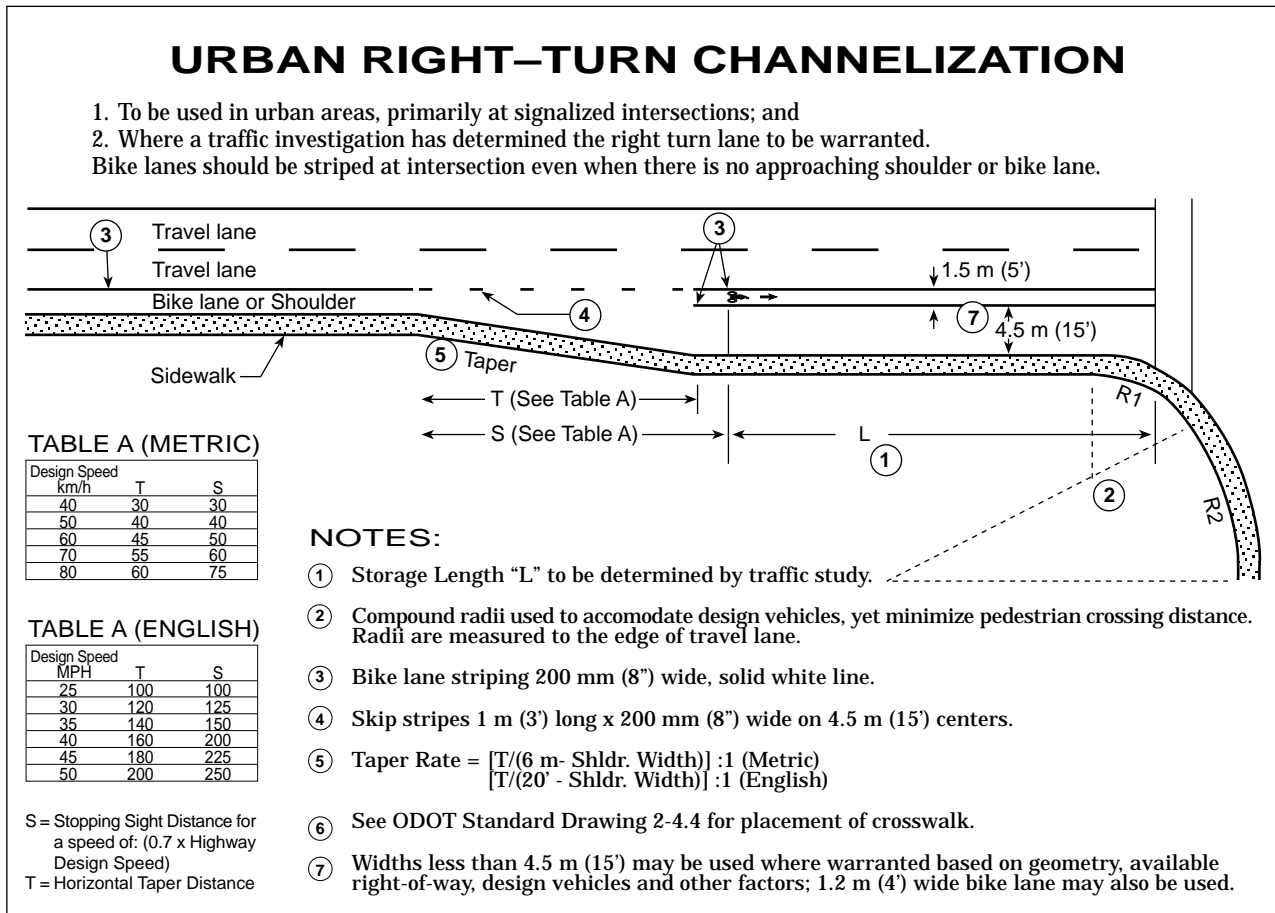 URBAN RIGHT–TURN CHANNELIZATION
1. To be used in urban areas, primarily at signalized intersections; and
2. Where a traffic investigation has determined the right turn lane to be warranted.
Bike lanes should be striped at intersection even when there is no approaching shoulder or bike lane.
3
Travel lane
3
Travel lane
1.5 m (5’)
Bike lane or Shoulder
4
7
4.5 m (15’)
5
Taper
Sidewalk
T (See Table A)
R1
S (See Table A)
L
1
2
R2
TABLE A (METRIC)
Design Speed
km/h T S
40 30 30
50 40 40
60 45 50
70 55 60
80 60 75
TABLE A (ENGLISH)
Design Speed
MPH T S
25 100 100
30 120 125
35 140 150
40 160 200
45 180 225
50 200 250
S = Stopping Sight Distance for
a speed of: (0.7 x Highway
Design Speed)
T = Horizontal Taper Distance
NOTES:
1 Storage Length “L” to be determined by traffic study.
2 Compound radii used to accomodate design vehicles, yet minimize pedestrian crossing distance.
Radii are measured to the edge of travel lane.
3 Bike lane striping 200 mm (8”) wide, solid white line.
4 Skip stripes 1 m (3’) long x 200 mm (8”) wide on 4.5 m (15’) centers.
5 Taper Rate = [T/(6 m- Shldr. Width)] :1 (Metric)
[T/(20' - Shldr. Width)] :1 (English)
6 See ODOT Standard Drawing 2-4.4 for placement of crosswalk.
7 Widths less than 4.5 m (15’) may be used where warranted based on geometry, available
right-of-way, design vehicles and other factors; 1.2 m (4’) wide bike lane may also be used.